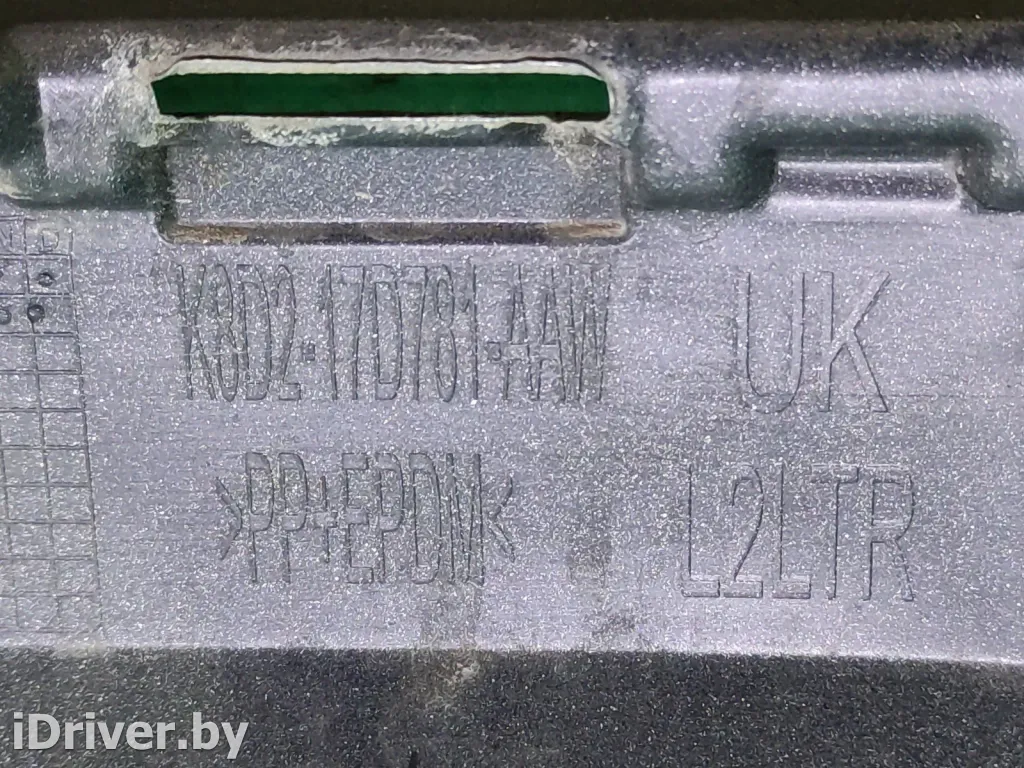 N D
K8D2-17D781-AAW UK
>PP+EPDM< L2LTR
iDriver.by